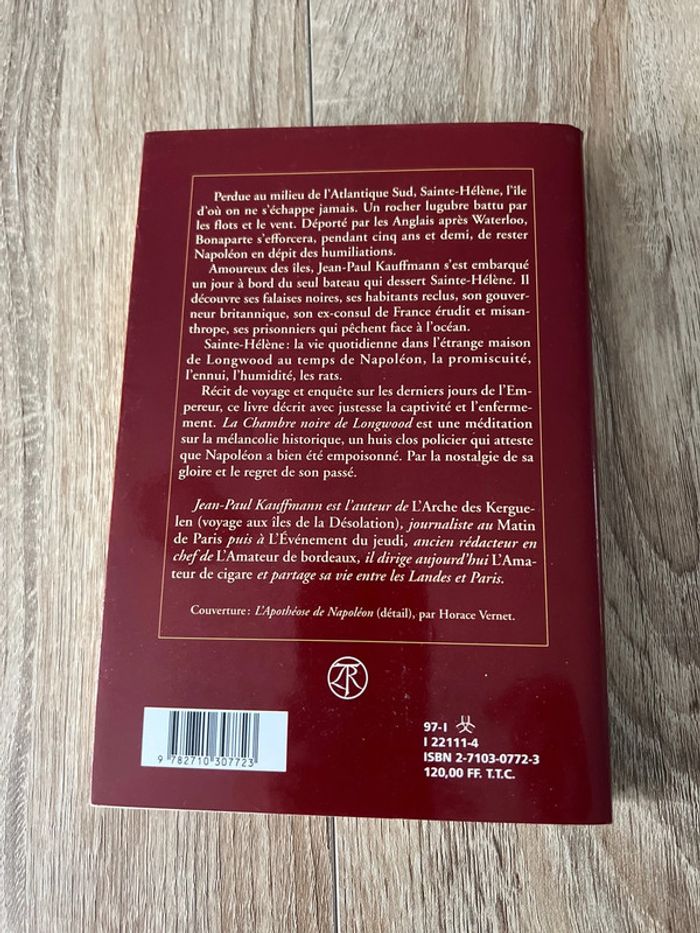 Perdue au milieu de l'Atlantique Sud, Sainte-Hélène, l'île
d'où on ne s'échappe jamais. Un rocher lugubre battu par
les flots et le vent. Déporté par les Anglais après Waterloo,
Bonaparte s'efforcera, pendant cinq ans et demi, de rester
Napoléon en dépit des humiliations.
Amoureux des îles, Jean-Paul Kauffmann s'est embarqué
un jour à bord du seul bateau qui dessert Sainte-Hélène. Il
découvre ses falaises noires, ses habitants reclus, son gouver-
neur britannique, son ex-consul de France érudit et misan-
thrope, ses prisonniers qui pêchent face à l'océan.
Sainte-Hélène : la vie quotidienne dans l'étrange maison
de Longwood au temps de Napoléon, la promiscuité,
l'ennui, l'humidité, les rats.
Récit de voyage et enquête sur les derniers jours de l'Em-
pereur, ce livre décrit avec justesse la captivité et l'enferme-
ment. La Chambre noire de Longwood est une méditation
sur la mélancolie historique, un huis clos policier qui atteste
que Napoléon a bien été empoisonné. Par la nostalgie de sa
gloire et le regret de son passé.
Jean-Paul Kauffmann est l'auteur de L'Arche des Kergue-
len (voyage aux îles de la Désolation), journaliste au Matin
de Paris puis à L'Événement du jeudi, ancien rédacteur en
chef de L'Amateur de bordeaux, il dirige aujourd'hui L'Ama-
teur de cigare et partage sa vie entre les Landes et Paris.
Couverture : L'Apothéose de Napoléon (détail), par Horace Vernet.
97-I
I 22111-4
ISBN 2-7103-0772-3
120,00 FF. T.T.C.
9 782710 307723